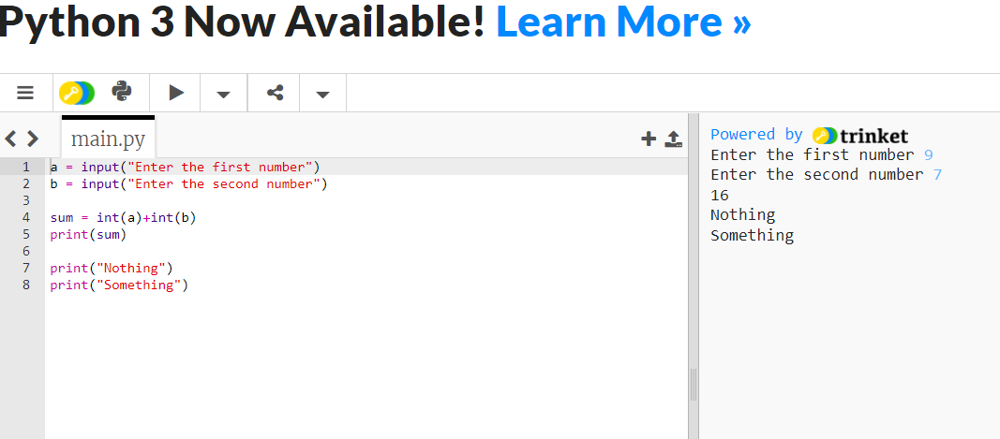 Python 3 Now Available! Learn More »
main.py
1 a = input("Enter the first number")
2 b = input("Enter the second number")
3
4 sum = int(a)+int(b)
5 print(sum)
6
7 print("Nothing")
8 print("Something")
Powered by trinket
Enter the first number 9
Enter the second number 7
16
Nothing
Something